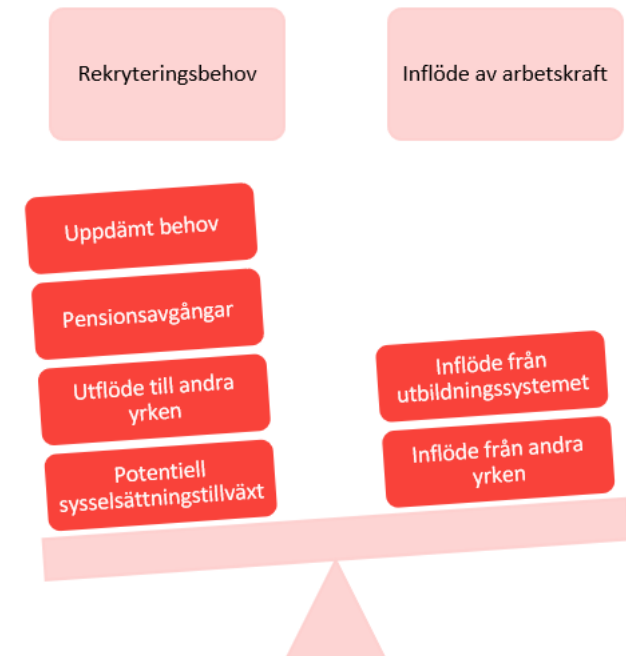 Rekryteringsbehov
Inflöde av arbetskraft
Uppdämt behov
Pensionsavgångar
Utflöde till andra
yrken
Potentiell
sysselsättningstillväxt
Inflöde från
utbildningssystemet
Inflöde från andra
yrken